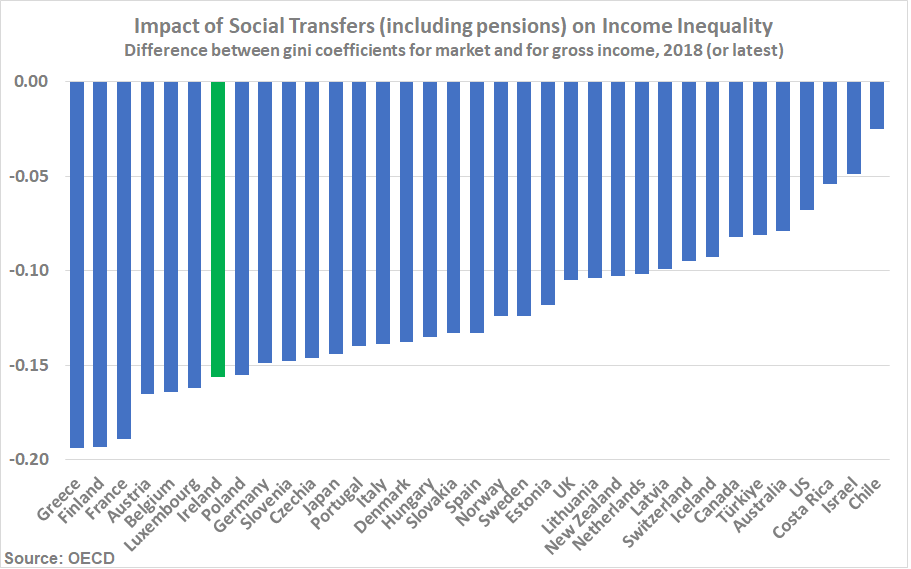 Impact of Social Transfers (including pensions) on Income Inequality
Difference between gini coefficients for market and for gross income, 2018 (or latest)
0.00
-0.05
-0.10
-0.15
-0.20
Greece
Finland
France
Austria
Belgium
Luxembourg
Ireland
Poland
Germany
Slovenia
Czechia
Japan
Portugal
Italy
Denmark
Hungary
Slovakia
Spain
Norway
Sweden
Estonia
UK
Lithuania
New Zealand
Netherlands
Latvia
Switzerland
Iceland
Canada
Türkiye
Australia
US
Costa Rica
Israel
Chile
Source: OECD